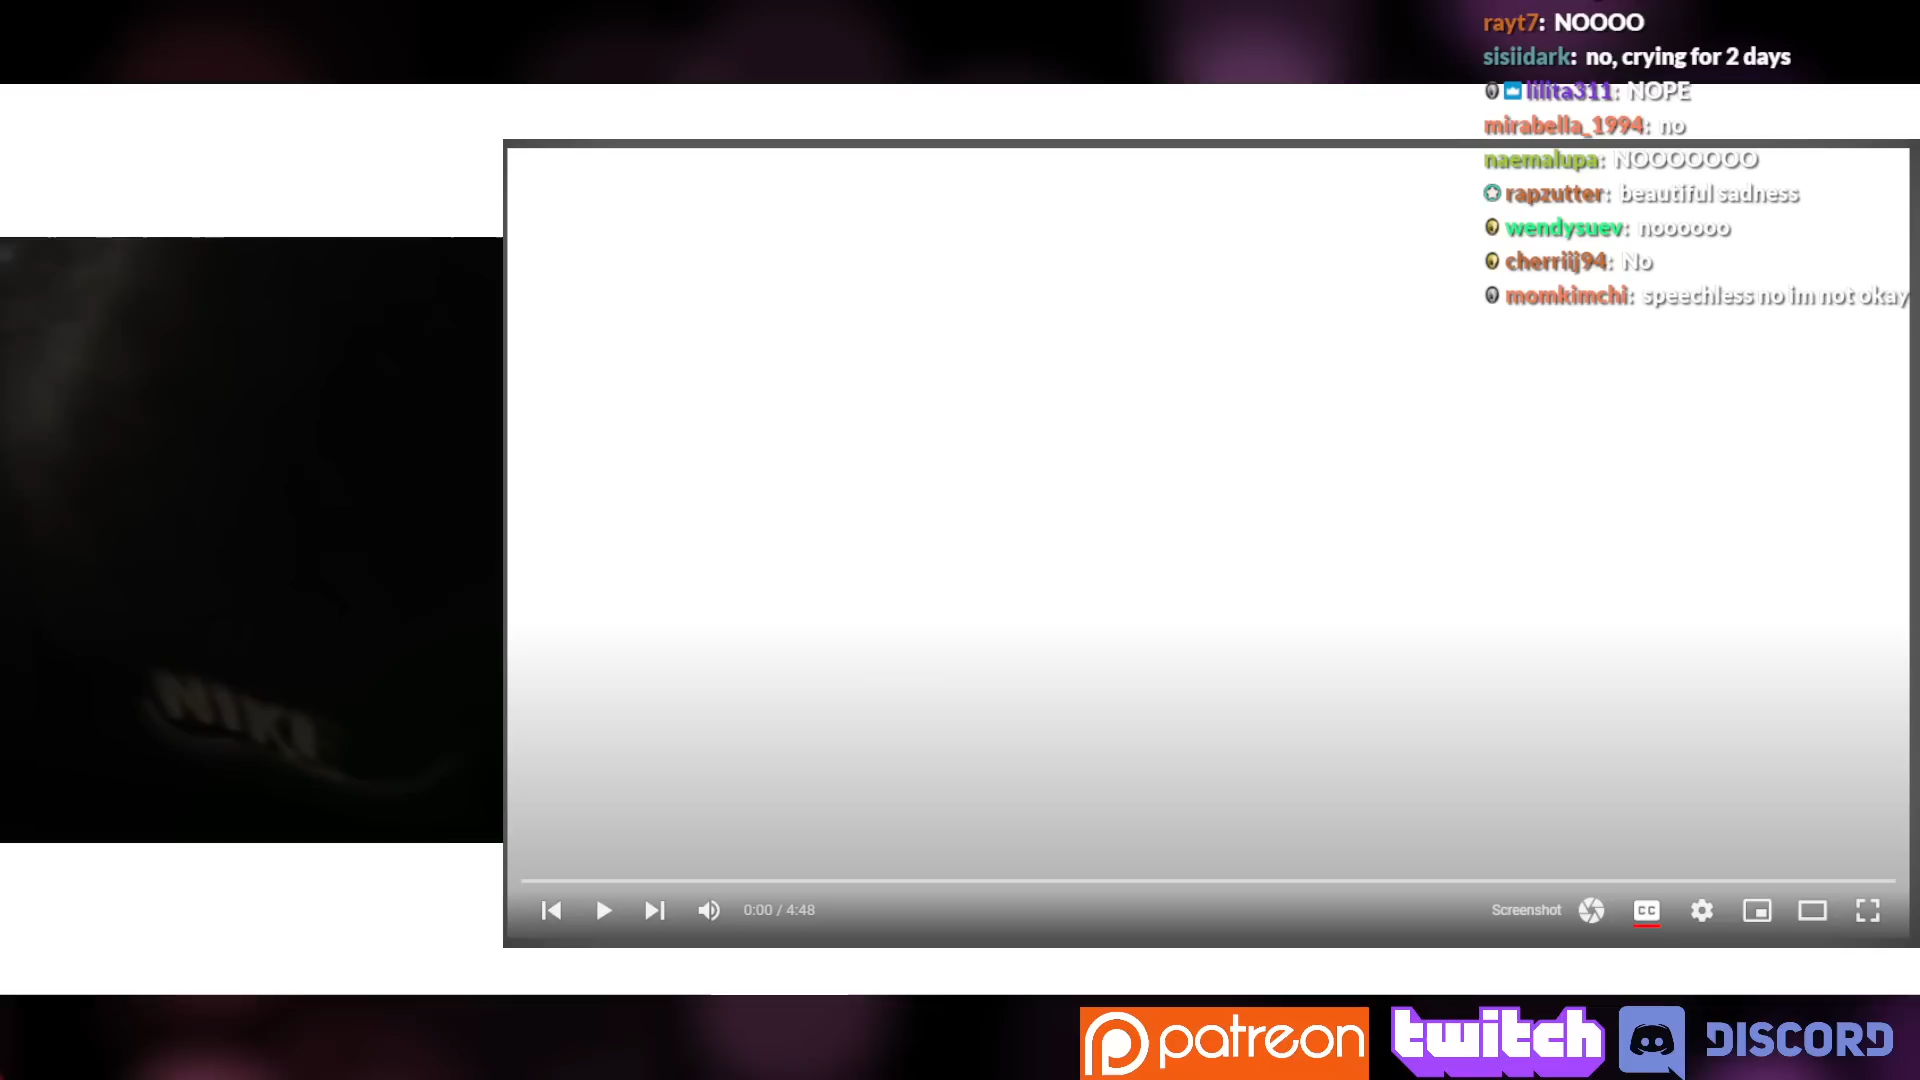 rayt7: NOOOO
sisiidark: no, crying for 2 days
lilita311: NOPE
mirabella_1994: no
naemalupa: NOOOOOOO
rapzutter: beautiful sadness
wendysuev: noooooo
cherriij94: No
momkimchi: speechless no im not okay
NIKE
0:00 / 4:48
Screenshot
CC
patreon
twitch
DISCORD